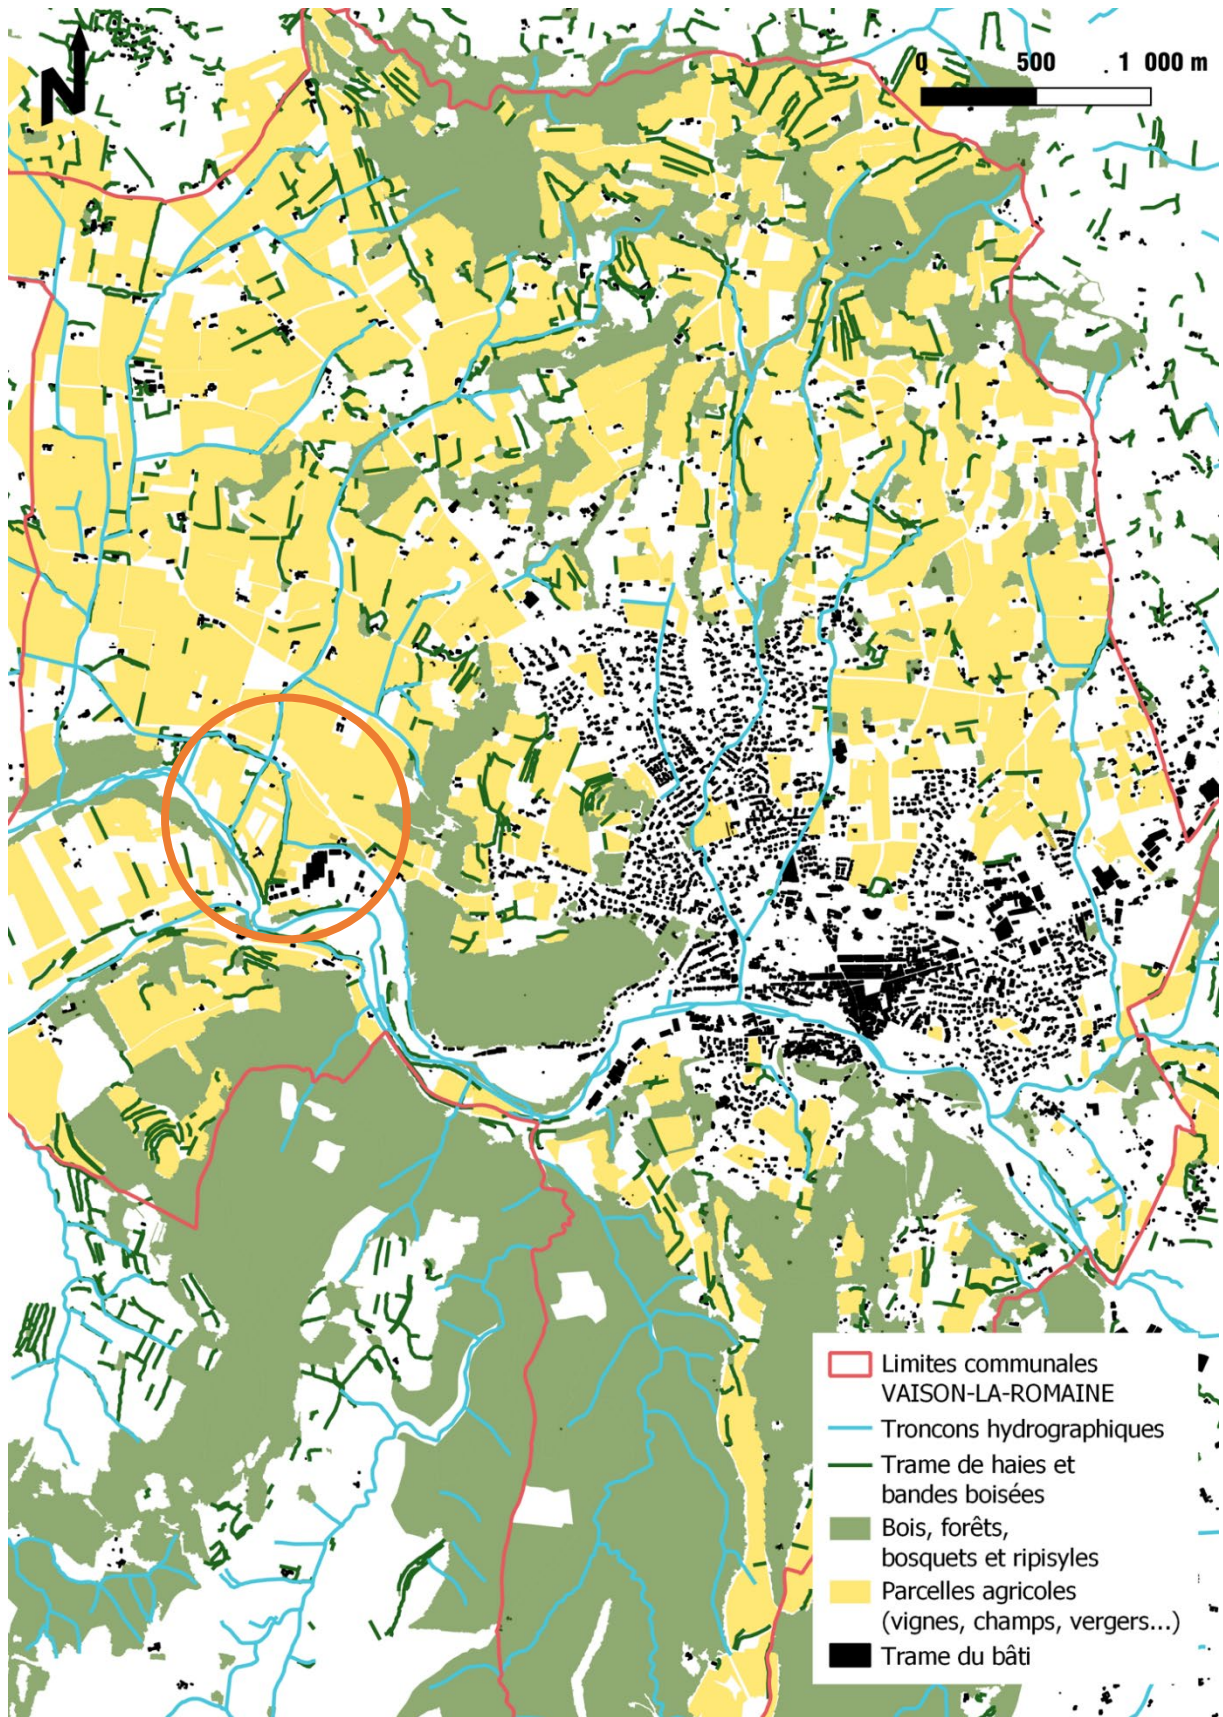 N
0 500 1 000 m
Limites communales
VAISON-LA-ROMAINE
Troncons hydrographiques
Trame de haies et
bandes boisées
Bois, forêts,
bosquets et ripisyles
Parcelles agricoles
(vignes, champs, vergers...)
Trame du bâti